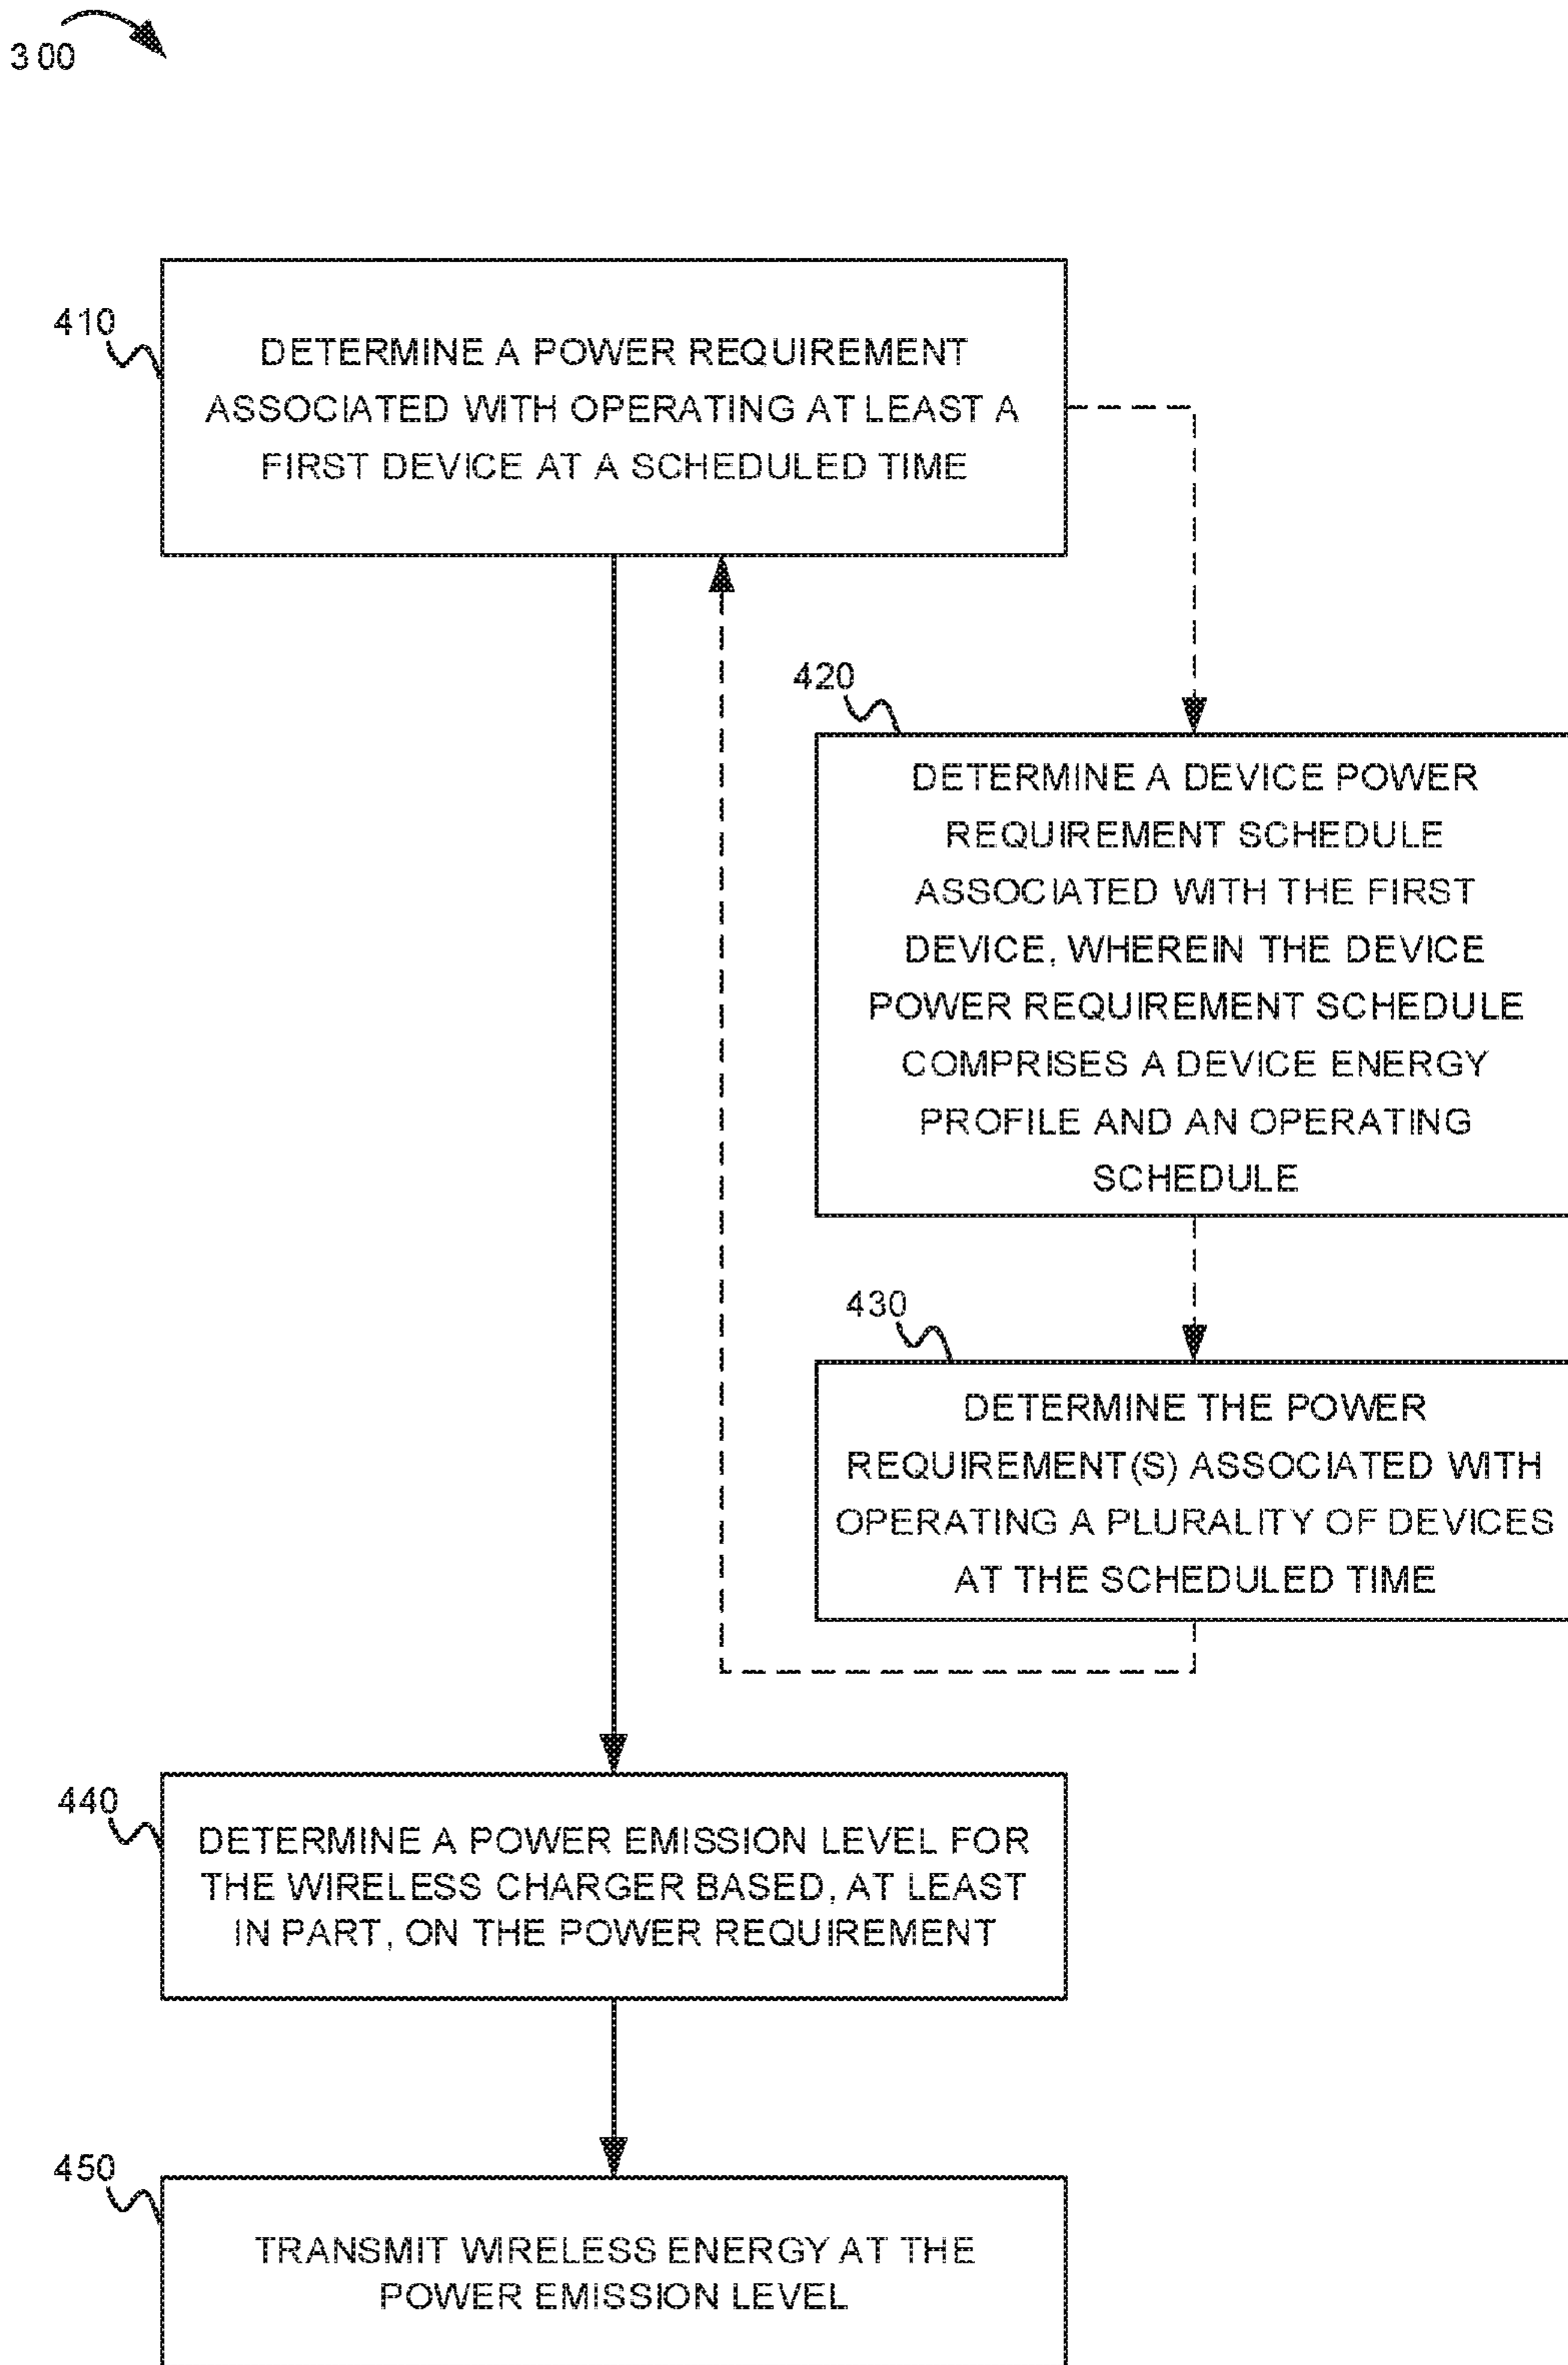 300
410
DETERMINE A POWER REQUIREMENT
ASSOCIATED WITH OPERATING AT LEAST A
FIRST DEVICE AT A SCHEDULED TIME
420
DETERMINE A DEVICE POWER
REQUIREMENT SCHEDULE
ASSOCIATED WITH THE FIRST
DEVICE, WHEREIN THE DEVICE
POWER REQUIREMENT SCHEDULE
COMPRISES A DEVICE ENERGY
PROFILE AND AN OPERATING
SCHEDULE
430
DETERMINE THE POWER
REQUIREMENT(S) ASSOCIATED WITH
OPERATING A PLURALITY OF DEVICES
AT THE SCHEDULED TIME
440
DETERMINE A POWER EMISSION LEVEL FOR
THE WIRELESS CHARGER BASED, AT LEAST
IN PART, ON THE POWER REQUIREMENT
450
TRANSMIT WIRELESS ENERGY AT THE
POWER EMISSION LEVEL